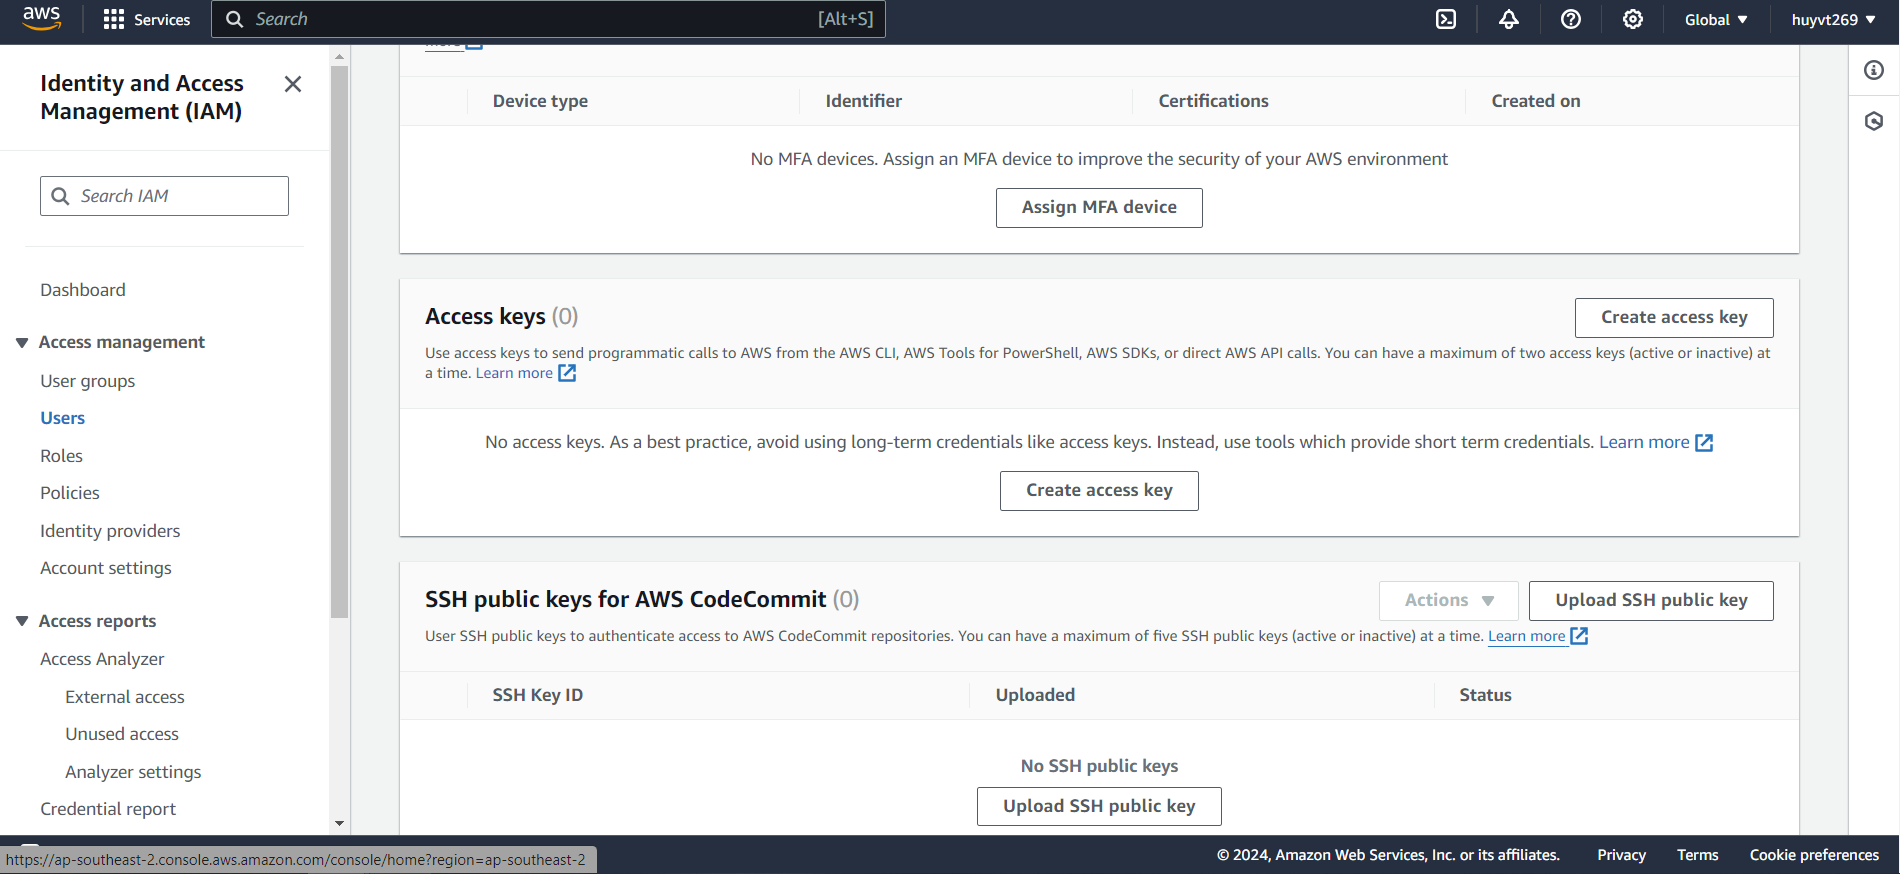 aws
Services
Search
[Alt+S]
Global
huyvt269
Identity and Access
Management (IAM)
Search IAM
Dashboard
Access management
User groups
Users
Roles
Policies
Identity providers
Account settings
Access reports
Access Analyzer
External access
Unused access
Analyzer settings
Credential report
more
Device type
Identifier
Certifications
Created on
No MFA devices. Assign an MFA device to improve the security of your AWS environment
Assign MFA device
Access keys (0)
Create access key
Use access keys to send programmatic calls to AWS from the AWS CLI, AWS Tools for PowerShell, AWS SDKs, or direct AWS API calls. You can have a maximum of two access keys (active or inactive) at
a time. Learn more
No access keys. As a best practice, avoid using long-term credentials like access keys. Instead, use tools which provide short term credentials. Learn more
Create access key
SSH public keys for AWS CodeCommit (0)
Actions
Upload SSH public key
User SSH public keys to authenticate access to AWS CodeCommit repositories. You can have a maximum of five SSH public keys (active or inactive) at a time. Learn more
SSH Key ID
Uploaded
Status
No SSH public keys
Upload SSH public key
https://ap-southeast-2.console.aws.amazon.com/console/home?region=ap-southeast-2
© 2024, Amazon Web Services, Inc. or its affiliates.
Privacy
Terms
Cookie preferences